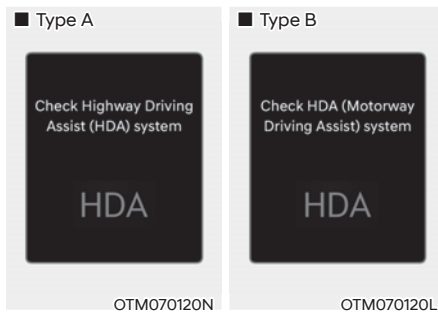 ■ Type A
Check Highway Driving
Assist (HDA) system
HDA
OTM070120N
■ Type B
Check HDA (Motorway
Driving Assist) system
HDA
OTM070120L